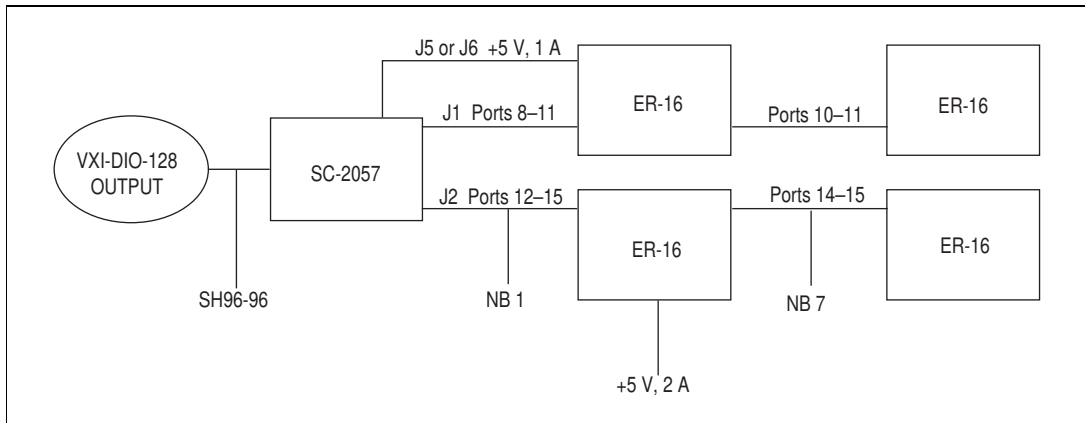 J5 or J6 +5 V, 1 A
ER-16
ER-16
J1 Ports 8–11
Ports 10–11
VXI-DIO-128
OUTPUT
SC-2057
J2 Ports 12–15
Ports 14–15
ER-16
ER-16
SH96-96
NB 1
NB 7
+5 V, 2 A